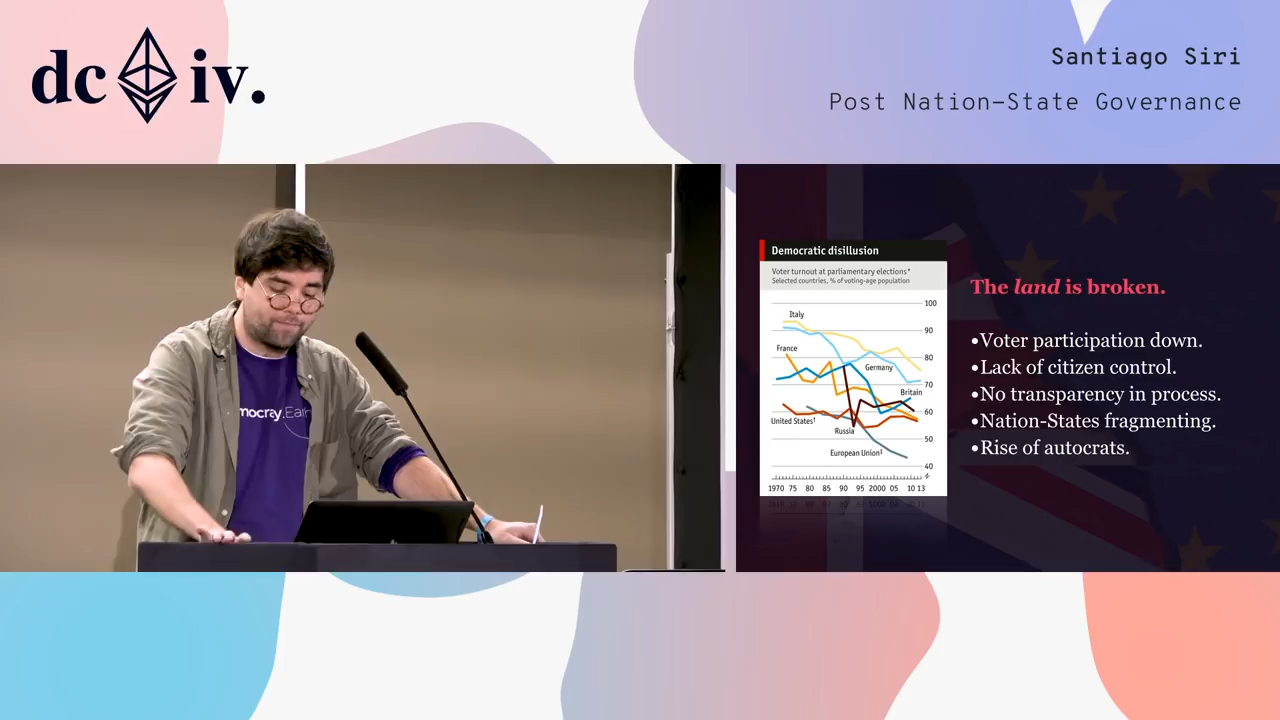 dc iv.
Santiago Siri
Post Nation-State Governance
mocracy.Earth
Democratic disillusion
Voter turnout at parliamentary elections*
Selected countries, % of voting-age population
100
90
80
70
60
50
40
Italy
France
Germany
Britain
United States†
Russia
European Union‡
1970 75 80 85 90 95 2000 05 10 13
The land is broken.
•Voter participation down.
•Lack of citizen control.
•No transparency in process.
•Nation-States fragmenting.
•Rise of autocrats.